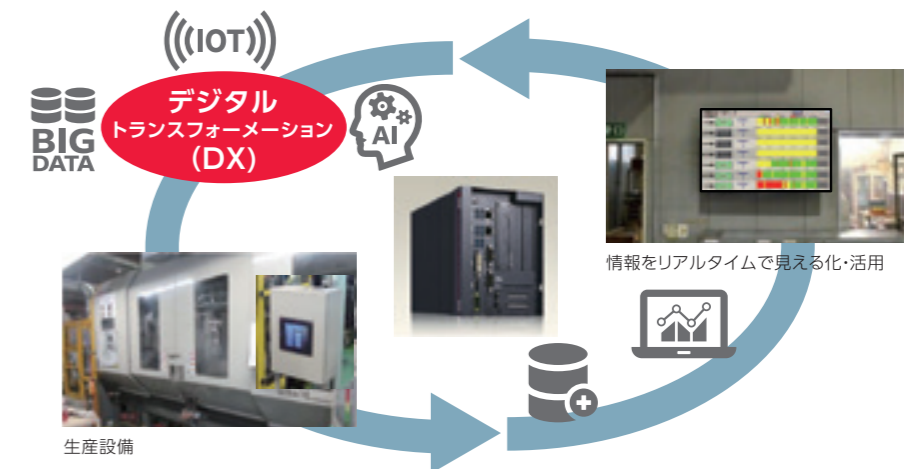 (((IOT)))
デジタル
トランスフォーメーション
(DX)
BIG
DATA
AI
情報をリアルタイムで見える化・活用
生産設備